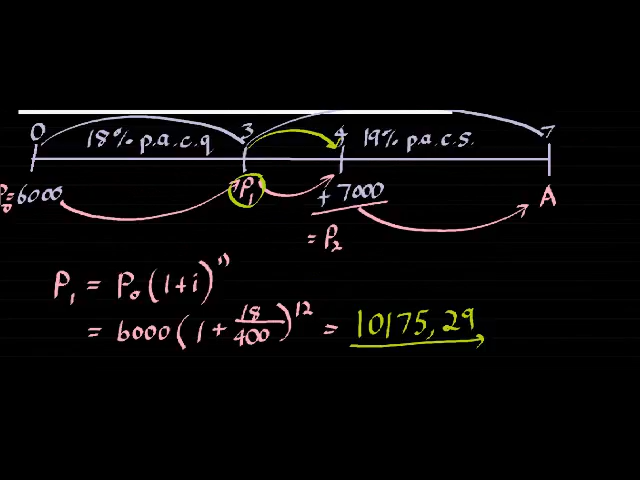 0 3 4 7
18% p.a.c.q 19% p.a.c.s.
P₀=6000 P₁ + 7000 A
= P₂
P₁ = P₀ (1+i)ⁿ
= 6000 (1 + 18/400)¹² = 10175,29